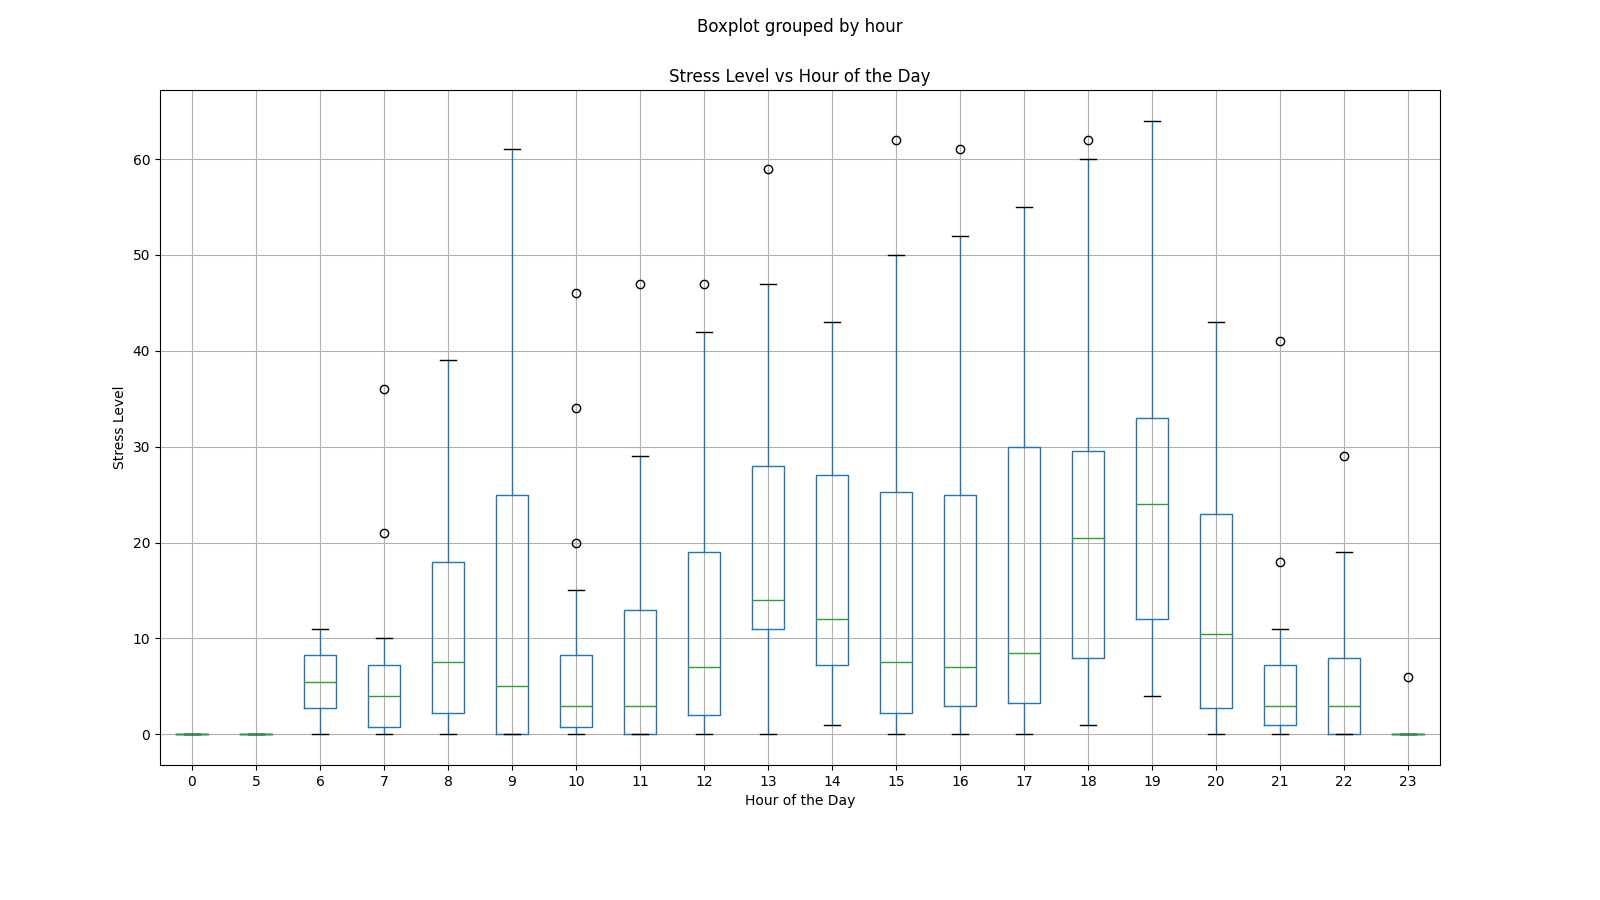 Boxplot grouped by hour
Stress Level vs Hour of the Day
60
50
40
30
20
10
0
Stress Level
0 5 6 7 8 9 10 11 12 13 14 15 16 17 18 19 20 21 22 23
Hour of the Day